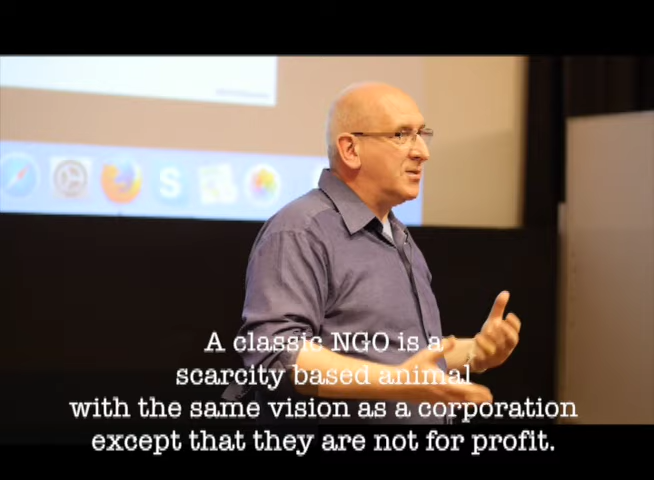 A classic NGO is a
scarcity based animal
with the same vision as a corporation
except that they are not for profit.